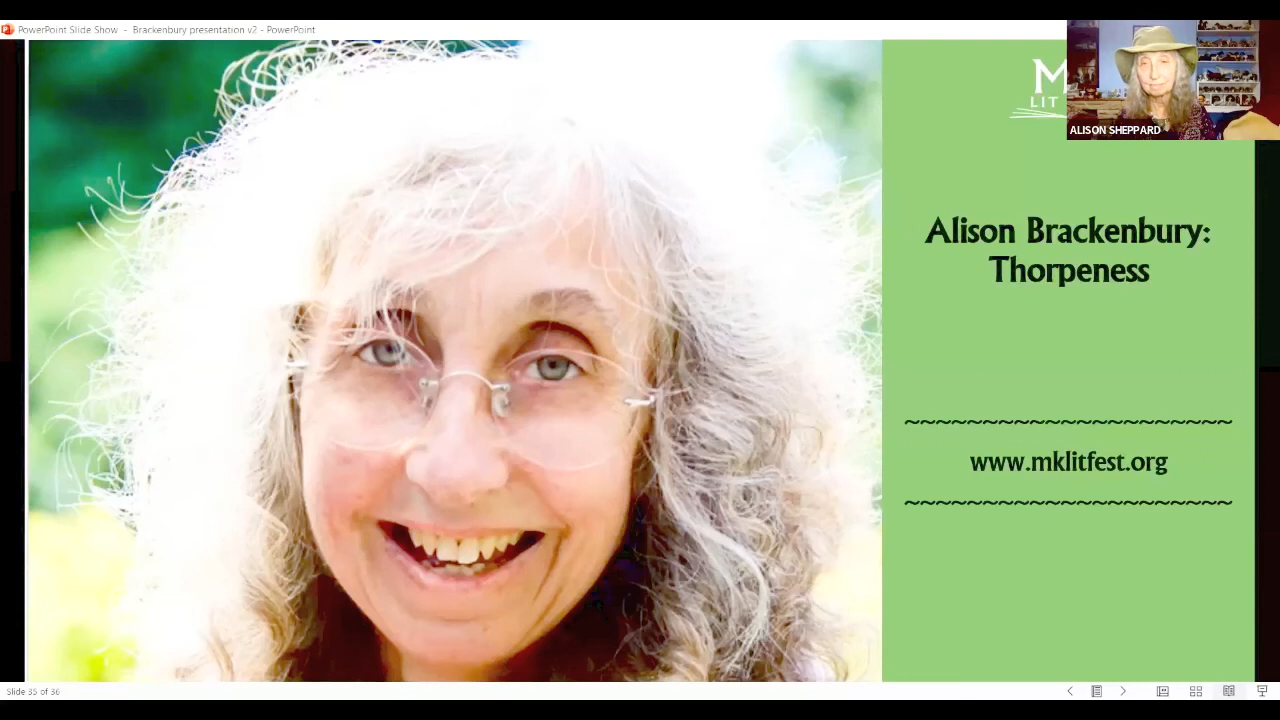 PowerPoint Slide Show - Brackenbury presentation v2 - PowerPoint
M
LIT
ALISON SHEPPARD
Alison Brackenbury:
Thorpeness
~~~~~~~~~~~~~~~~~~~~~
www.mklitfest.org
~~~~~~~~~~~~~~~~~~~~~
Slide 35 of 36